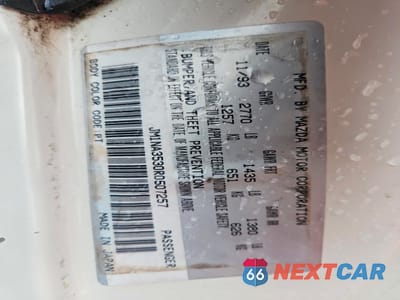 MFD. BY MAZDA MOTOR CORPORATION
DATE GVWR GAWR FRT GAWR RR
11/93 2770 LB 1435 LB 1380 LB
1257 KG 651 KG 626 KG
THIS VEHICLE CONFORMS TO ALL APPLICABLE FEDERAL MOTOR VEHICLE SAFETY,
BUMPER, AND THEFT PREVENTION
STANDARDS IN EFFECT ON THE DATE OF MANUFACTURE SHOWN ABOVE.
JM1NA3530R0507257 PASSENGER
BODY COLOR CODE PT MADE IN JAPAN
66 NEXTCAR